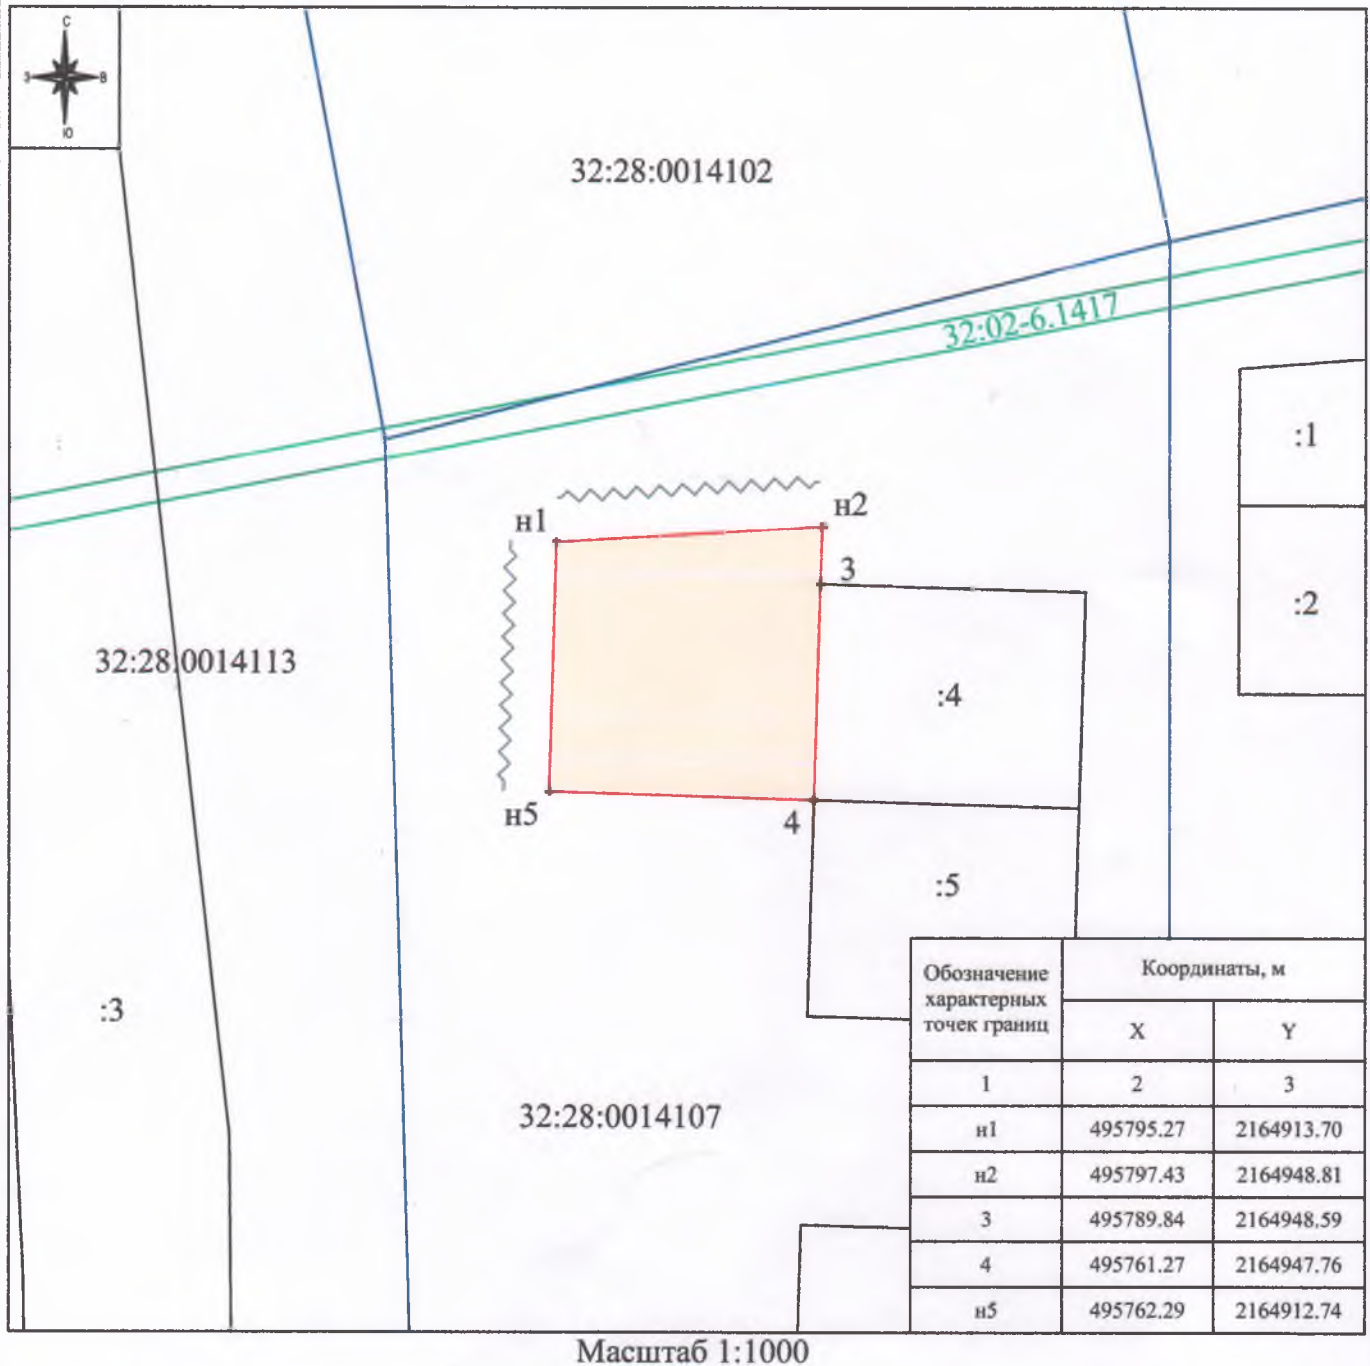 С
З
В
Ю
32:28:0014102
32:02-6.1417
:1
н1
н2
3
:2
32:28:0014113
:4
н5
4
:5
:3
32:28:0014107
Обозначение
характерных
точек границ
Координаты, м
X
Y
1
2
3
н1
495795.27
2164913.70
н2
495797.43
2164948.81
3
495789.84
2164948.59
4
495761.27
2164947.76
н5
495762.29
2164912.74
Масштаб 1:1000